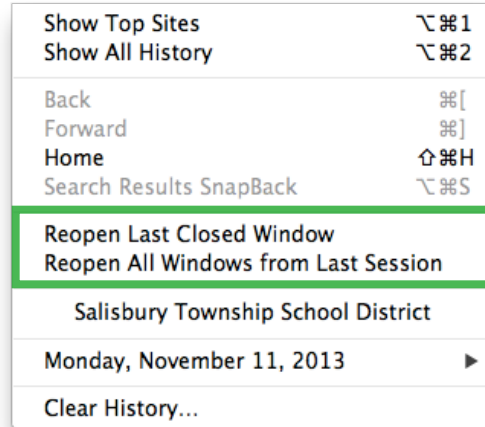 Show Top Sites ⌥⌘1
Show All History ⌥⌘2
Back ⌘[
Forward ⌘]
Home ⇧⌘H
Search Results SnapBack ⌥⌘S
Reopen Last Closed Window
Reopen All Windows from Last Session
Salisbury Township School District
Monday, November 11, 2013 ▶
Clear History...